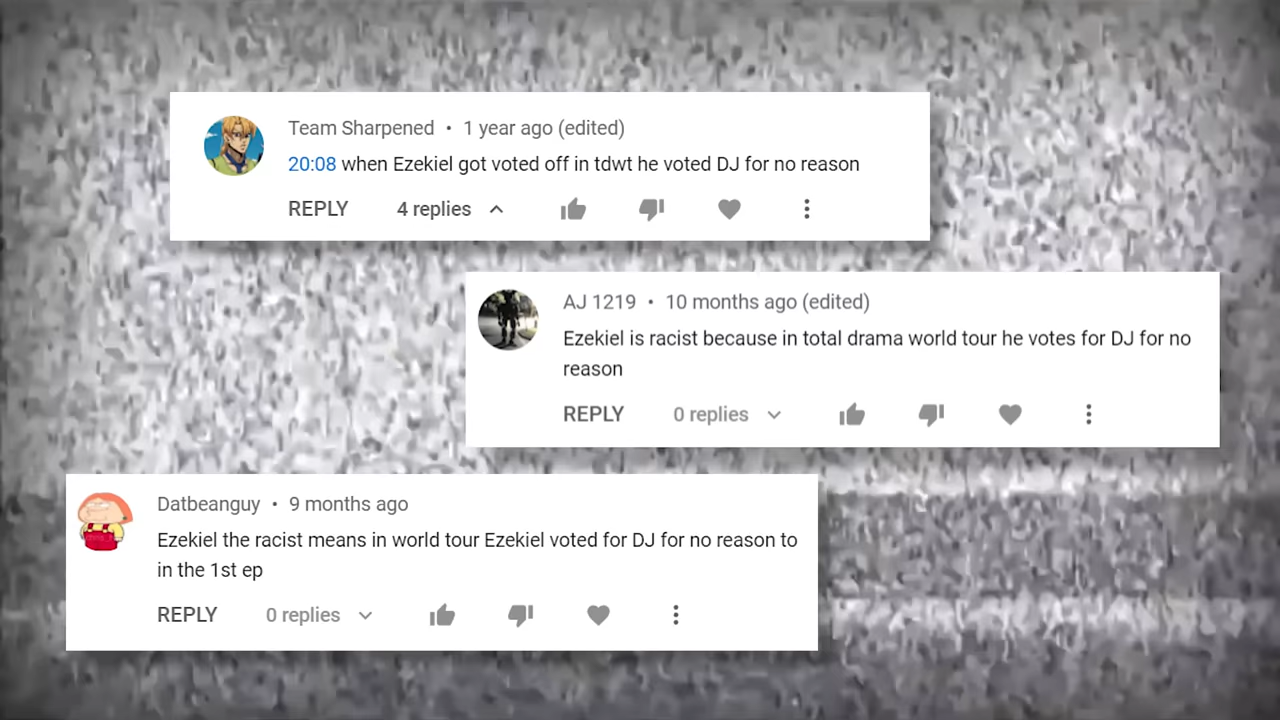 Team Sharpened • 1 year ago (edited)
20:08 when Ezekiel got voted off in tdwt he voted DJ for no reason
REPLY 4 replies
AJ 1219 • 10 months ago (edited)
Ezekiel is racist because in total drama world tour he votes for DJ for no
reason
REPLY 0 replies
Datbeanguy • 9 months ago
Ezekiel the racist means in world tour Ezekiel voted for DJ for no reason to
in the 1st ep
REPLY 0 replies